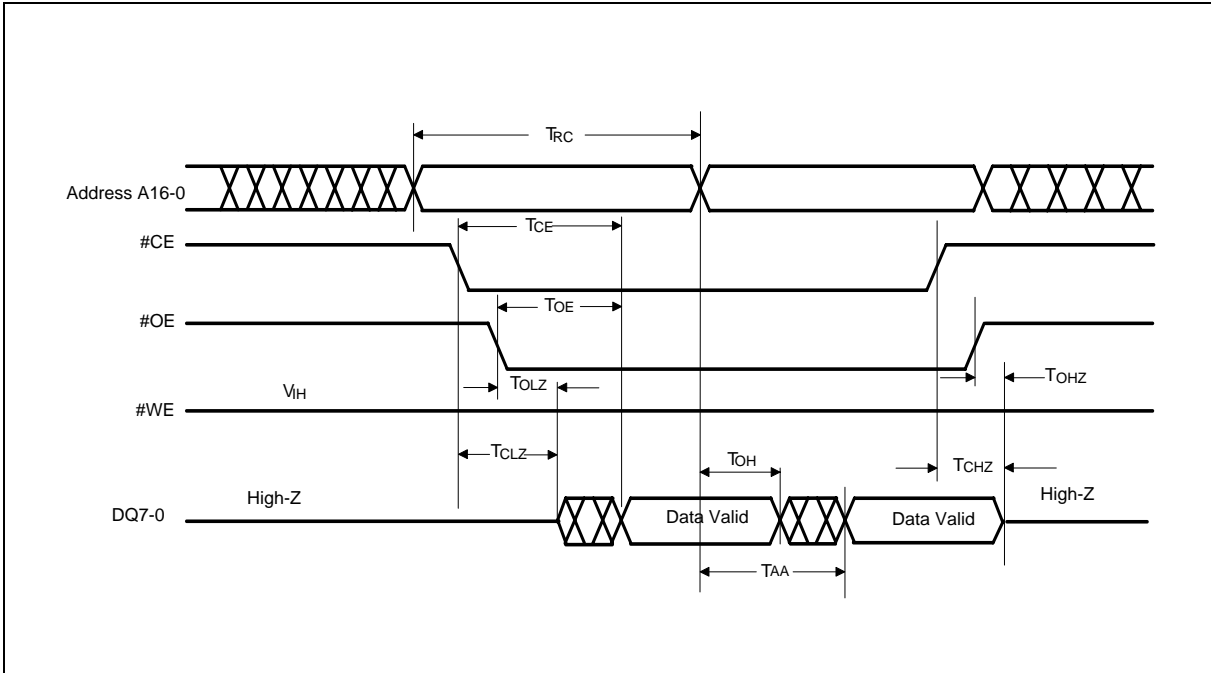 TRC
Address A16-0
TCE
#CE
TOE
#OE
TOLZ
TOHZ
VIH
#WE
TCLZ
TOH
TCHZ
High-Z
High-Z
DQ7-0
Data Valid
Data Valid
TAA